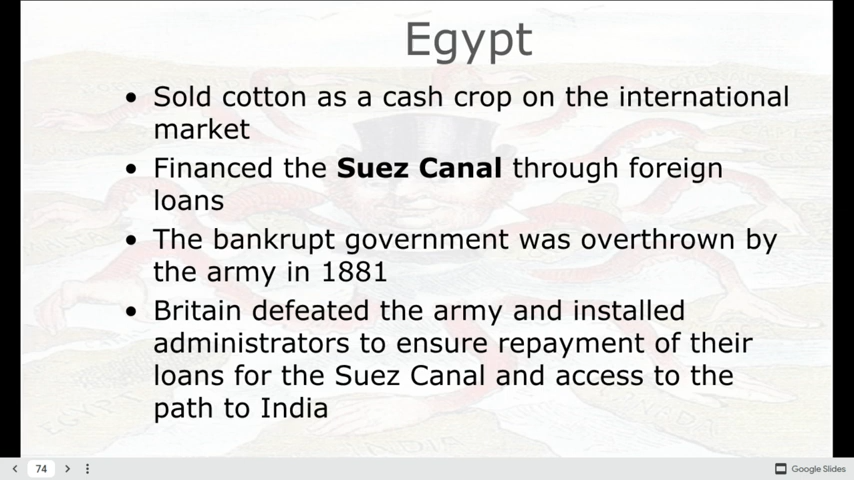 Egypt
• Sold cotton as a cash crop on the international
market
• Financed the Suez Canal through foreign
loans
• The bankrupt government was overthrown by
the army in 1881
• Britain defeated the army and installed
administrators to ensure repayment of their
loans for the Suez Canal and access to the
path to India
EGYPT
INDIA
74
Google Slides